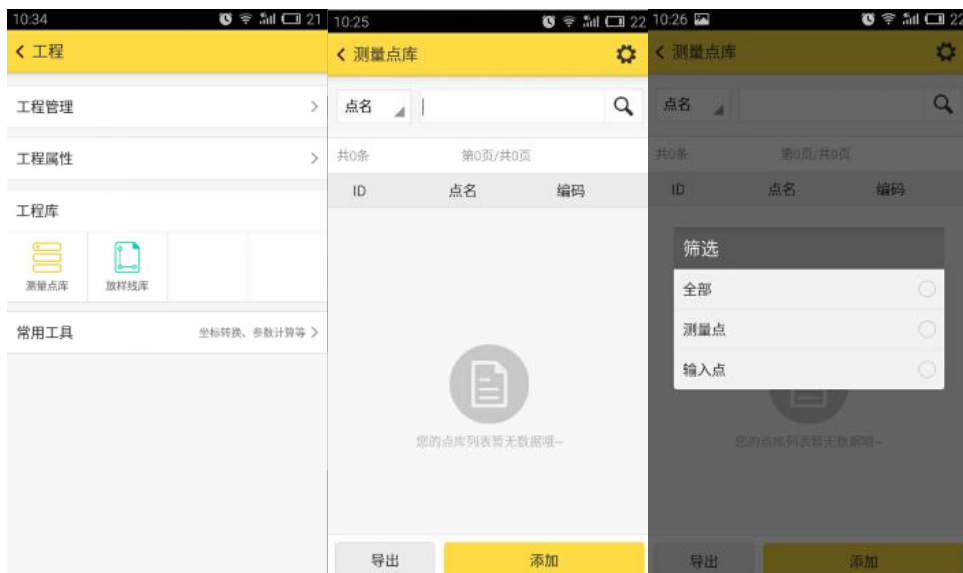 10:34
21
工程
工程管理
工程属性
工程库
测量点库
放样线库
常用工具
坐标转换、参数计算等
10:25
22
测量点库
点名
共0条
第0页/共0页
ID
点名
编码
您的点库列表暂无数据哦~
导出
添加
10:26
22
测量点库
点名
共0条
第0页/共0页
ID
点名
编码
筛选
全部
测量点
输入点
您的点库列表暂无数据哦~
导出
添加